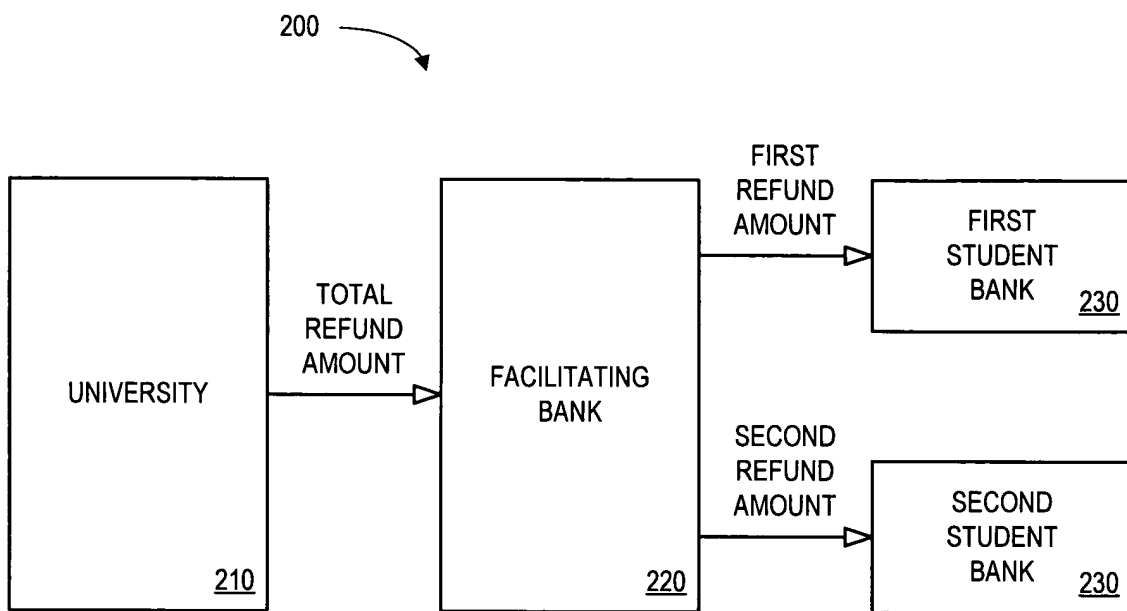 200
UNIVERSITY
210
TOTAL
REFUND
AMOUNT
FACILITATING
BANK
220
FIRST
REFUND
AMOUNT
FIRST
STUDENT
BANK
230
SECOND
REFUND
AMOUNT
SECOND
STUDENT
BANK
230